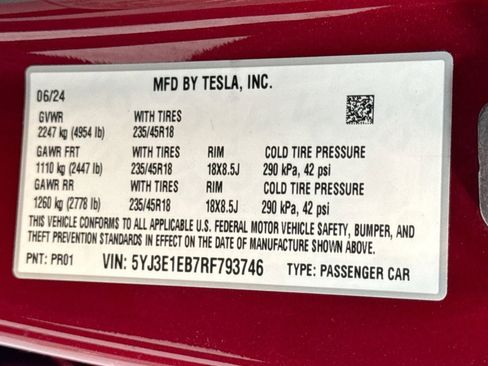 MFD BY TESLA, INC.
06/24
GVWR WITH TIRES
2247 kg (4954 lb) 235/45R18
GAWR FRT WITH TIRES RIM COLD TIRE PRESSURE
1110 kg (2447 lb) 235/45R18 18X8.5J 290 kPa, 42 psi
GAWR RR WITH TIRES RIM COLD TIRE PRESSURE
1260 kg (2778 lb) 235/45R18 18X8.5J 290 kPa, 42 psi
THIS VEHICLE CONFORMS TO ALL APPLICABLE U.S. FEDERAL MOTOR VEHICLE SAFETY, BUMPER, AND
THEFT PREVENTION STANDARDS IN EFFECT ON THE DATE OF MANUFACTURE SHOWN ABOVE.
PNT: PR01 VIN: 5YJ3E1EB7RF793746 TYPE: PASSENGER CAR